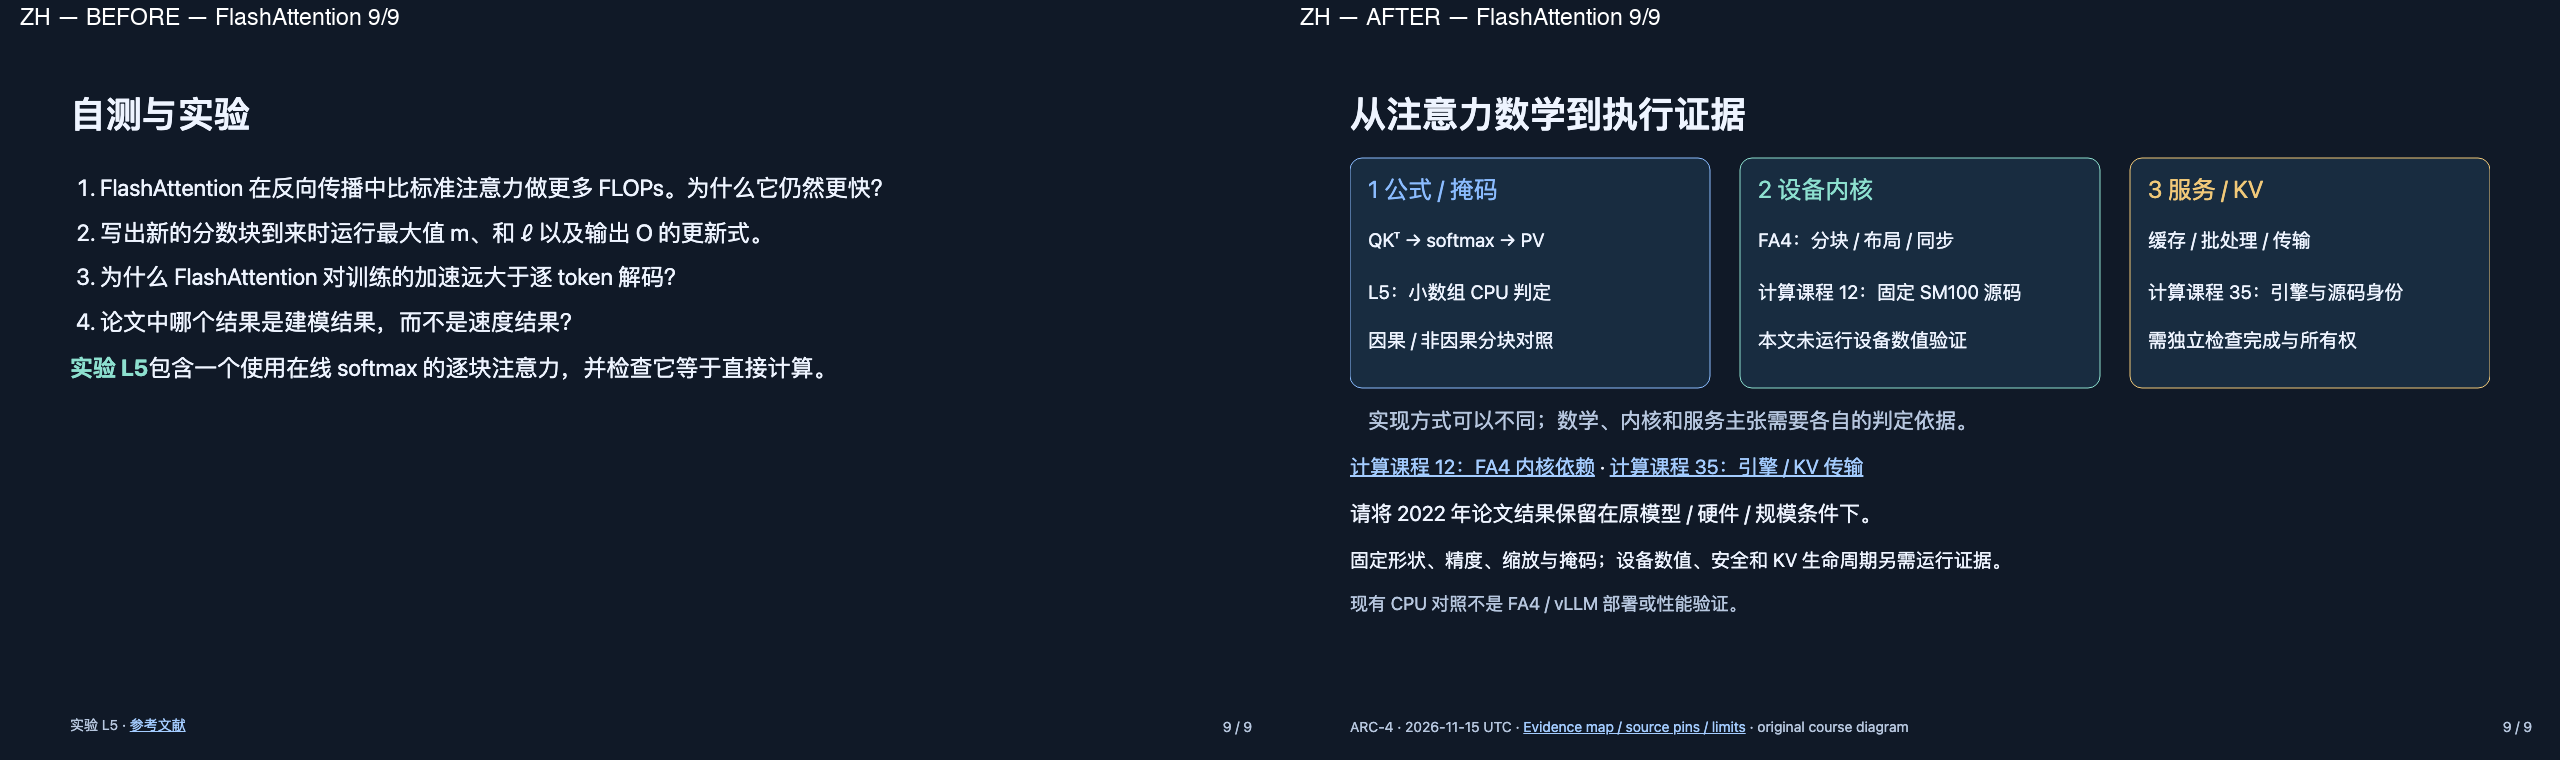 ZH — BEFORE — FlashAttention 9/9
自测与实验
1. FlashAttention 在反向传播中比标准注意力做更多 FLOPs。为什么它仍然更快？
2. 写出新的分数块到来时运行最大值 m、和 ℓ 以及输出 O 的更新式。
3. 为什么 FlashAttention 对训练的加速远大于逐 token 解码？
4. 论文中哪个结果是建模结果，而不是速度结果？
实验 L5包含一个使用在线 softmax 的逐块注意力，并检查它等于直接计算。
实验 L5 · 参考文献
9 / 9
ZH — AFTER — FlashAttention 9/9
从注意力数学到执行证据
1 公式 / 掩码
QKᵀ → softmax → PV
L5：小数组 CPU 判定
因果 / 非因果分块对照
2 设备内核
FA4：分块 / 布局 / 同步
计算课程 12：固定 SM100 源码
本文未运行设备数值验证
3 服务 / KV
缓存 / 批处理 / 传输
计算课程 35：引擎与源码身份
需独立检查完成与所有权
实现方式可以不同；数学、内核和服务主张需要各自的判定依据。
计算课程 12：FA4 内核依赖 · 计算课程 35：引擎 / KV 传输
请将 2022 年论文结果保留在原模型 / 硬件 / 规模条件下。
固定形状、精度、缩放与掩码；设备数值、安全和 KV 生命周期另需运行证据。
现有 CPU 对照不是 FA4 / vLLM 部署或性能验证。
ARC-4 · 2026-11-15 UTC · Evidence map / source pins / limits · original course diagram
9 / 9